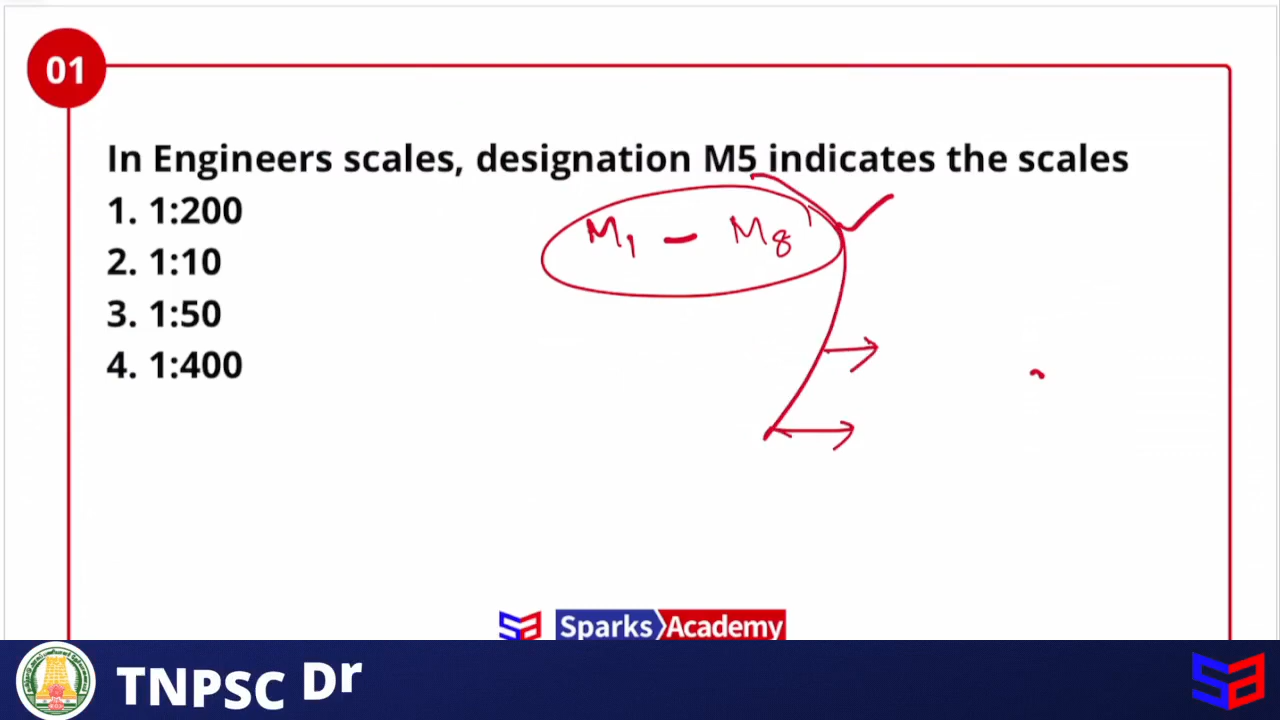 01
In Engineers scales, designation M5 indicates the scales
1. 1:200
M1 - M8
2. 1:10
3. 1:50
4. 1:400
Sparks Academy
TNPSC Dr